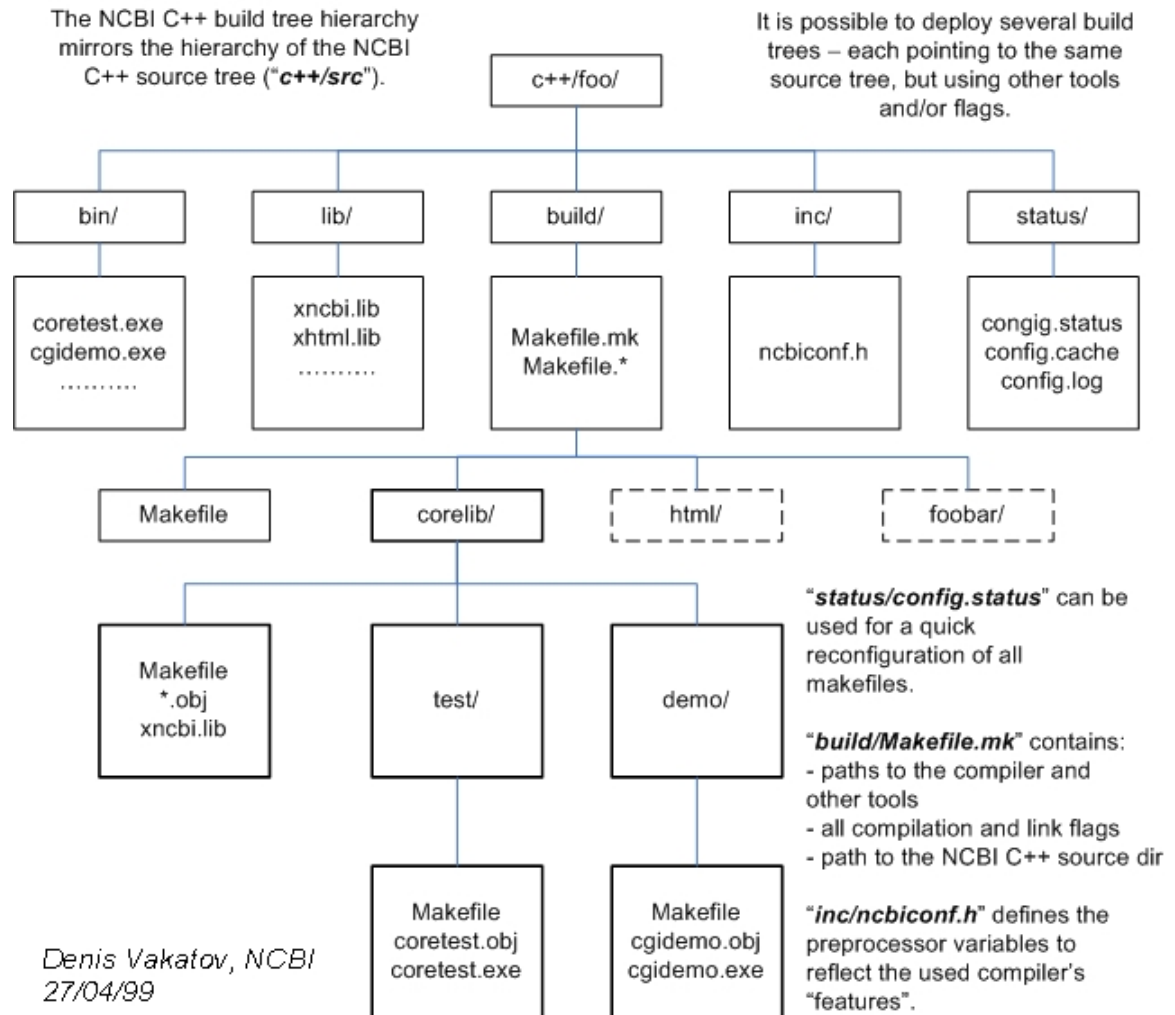 The NCBI C++ build tree hierarchy
mirrors the hierarchy of the NCBI
C++ source tree (“c++/src”).
It is possible to deploy several build
trees – each pointing to the same
source tree, but using other tools
and/or flags.
c++/foo/
bin/
lib/
build/
inc/
status/
coretest.exe
cgidemo.exe
..........
xncbi.lib
xhtml.lib
..........
Makefile.mk
Makefile.*
ncbiconf.h
congig.status
config.cache
config.log
Makefile
corelib/
html/
foobar/
Makefile
*.obj
xncbi.lib
test/
demo/
“status/config.status” can be
used for a quick
reconfiguration of all
makefiles.
“build/Makefile.mk” contains:
- paths to the compiler and
other tools
- all compilation and link flags
- path to the NCBI C++ source dir
“inc/ncbiconf.h” defines the
preprocessor variables to
reflect the used compiler’s
“features”.
Makefile
coretest.obj
coretest.exe
Makefile
cgidemo.obj
cgidemo.exe
Denis Vakatov, NCBI
27/04/99